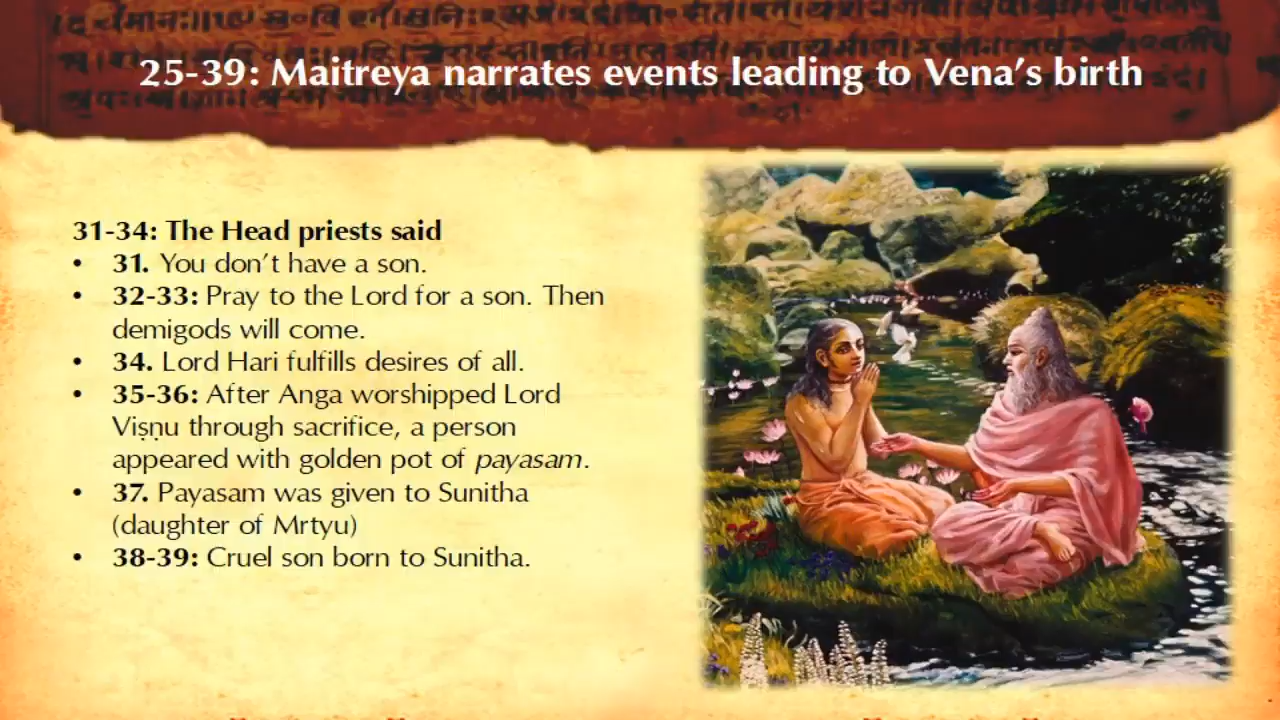 25-39: Maitreya narrates events leading to Vena's birth
31-34: The Head priests said
• 31. You don't have a son.
• 32-33: Pray to the Lord for a son. Then
demigods will come.
• 34. Lord Hari fulfills desires of all.
• 35-36: After Anga worshipped Lord
Viṣṇu through sacrifice, a person
appeared with golden pot of payasam.
• 37. Payasam was given to Sunitha
(daughter of Mrtyu)
• 38-39: Cruel son born to Sunitha.